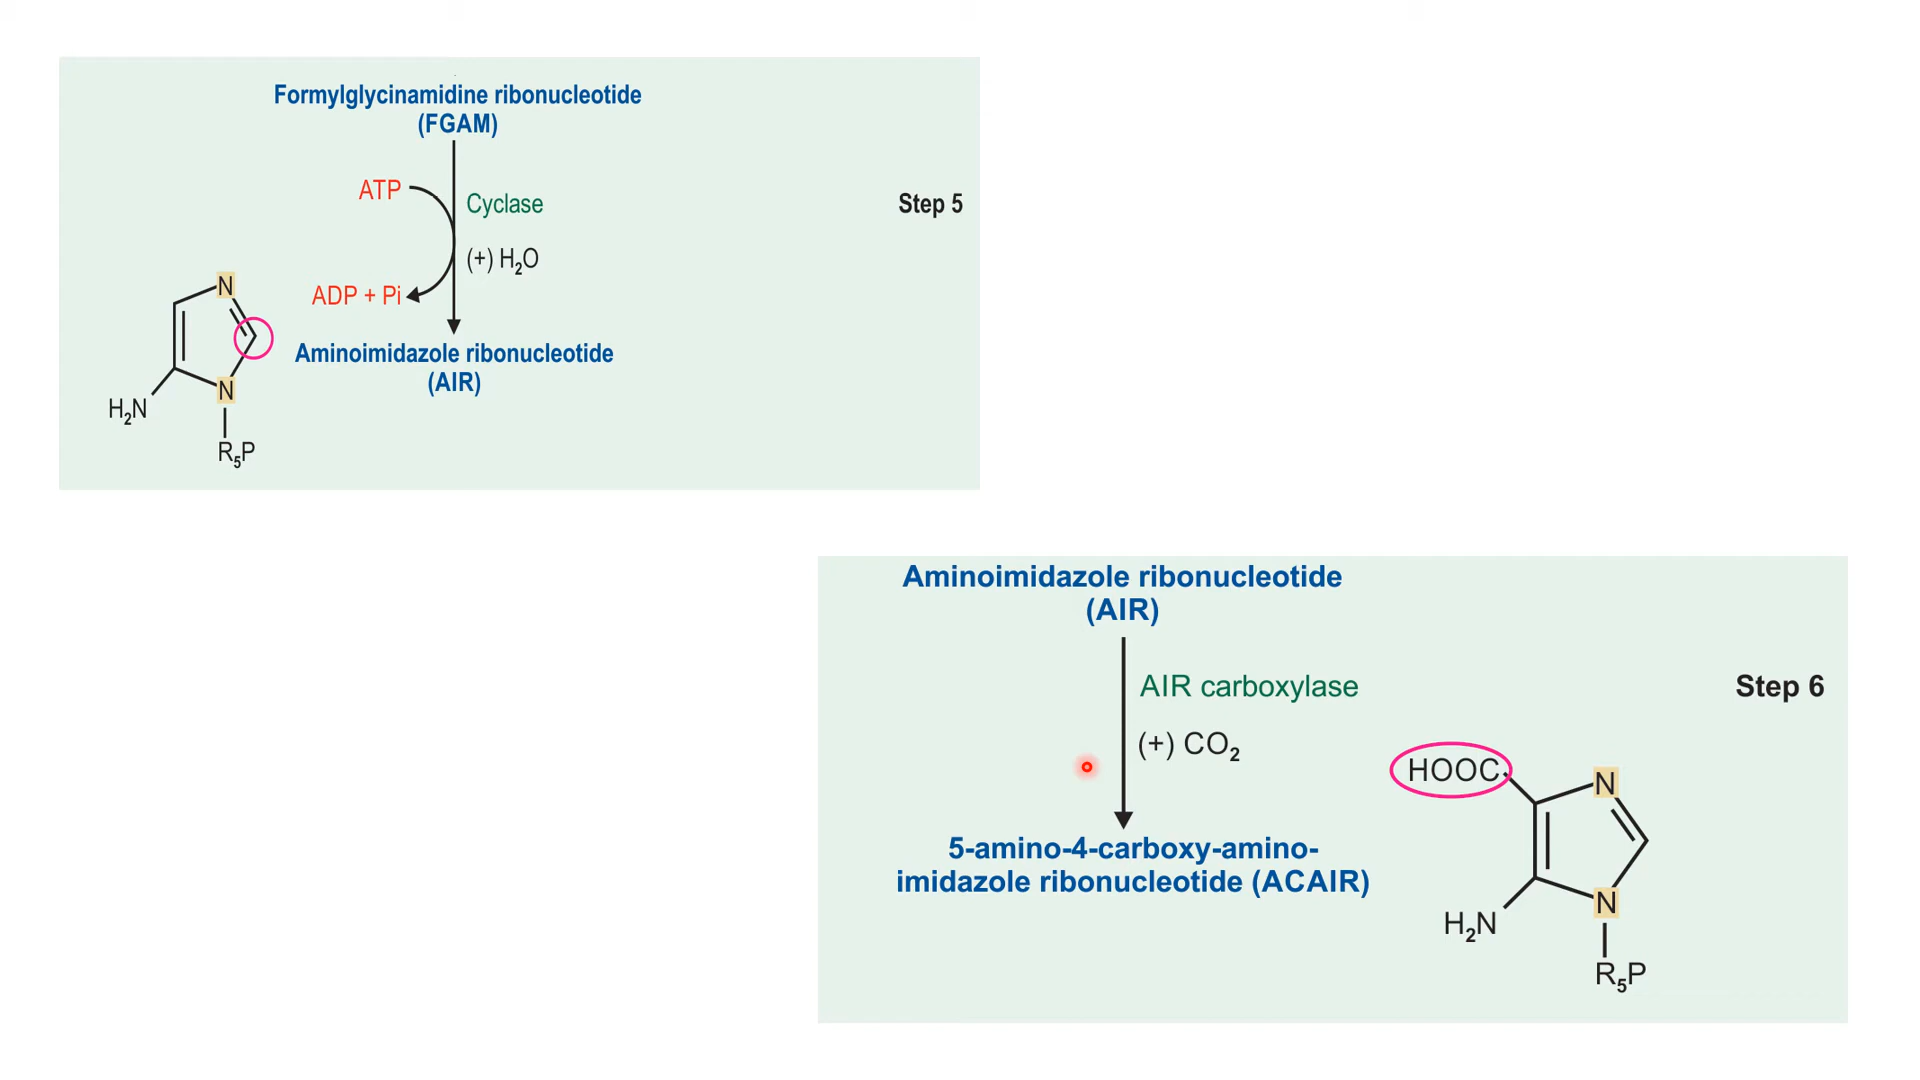 Formylglycinamidine ribonucleotide
(FGAM)
ATP
Cyclase
Step 5
(+) H₂O
N
ADP + Pi
Aminoimidazole ribonucleotide
(AIR)
N
H₂N
R₅P
Aminoimidazole ribonucleotide
(AIR)
AIR carboxylase
Step 6
(+) CO₂
HOOC
N
5-amino-4-carboxy-amino-
imidazole ribonucleotide (ACAIR)
N
H₂N
R₅P